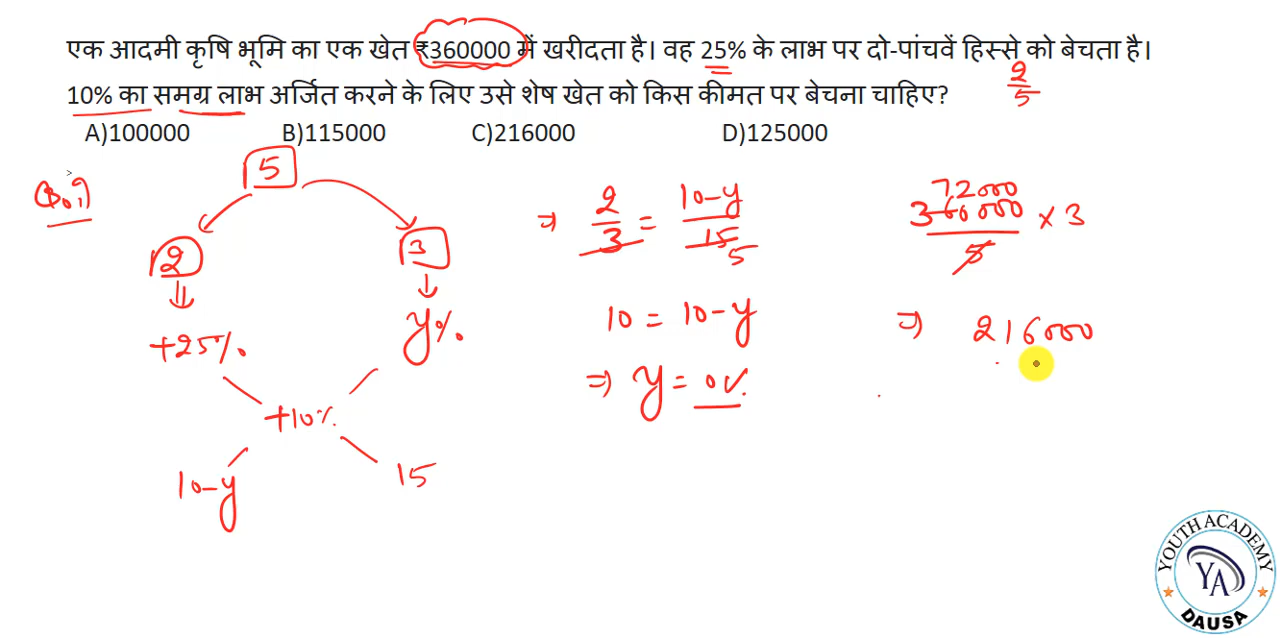 एक आदमी कृषि भूमि का एक खेत ₹360000 में खरीदता है। वह 25% के लाभ पर दो-पांचवें हिस्से को बेचता है।
2/5
10% का समग्र लाभ अर्जित करने के लिए उसे शेष खेत को किस कीमत पर बेचना चाहिए?
A)100000 B)115000 C)216000 D)125000
5
2 3
+25% y%
+10%
10-y 15
⇒ 2/3 = 10-y/15
5
10 = 10-y
⇒ y = 0%
72000
360000/5 × 3
⇒ 216000
YOUTH ACADEMY
YA
DAUSA